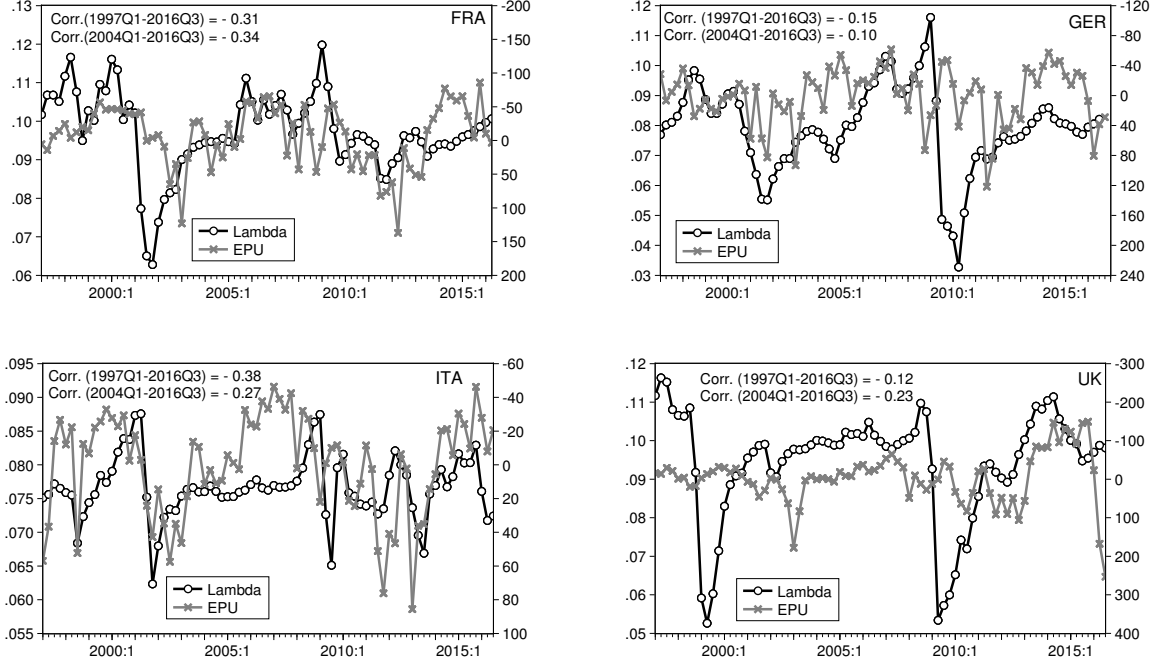 FRA
Corr.(1997Q1-2016Q3) = - 0.31
Corr.(2004Q1-2016Q3) = - 0.34
.13
.12
.11
.10
.09
.08
.07
.06
-200
-150
-100
-50
0
50
100
150
200
Lambda
EPU
2000:1 2005:1 2010:1 2015:1
GER
Corr.(1997Q1-2016Q3) = - 0.15
Corr.(2004Q1-2016Q3) = - 0.10
.12
.11
.10
.09
.08
.07
.06
.05
.04
.03
-120
-80
-40
0
40
80
120
160
200
240
Lambda
EPU
2000:1 2005:1 2010:1 2015:1
ITA
Corr. (1997Q1-2016Q3) = - 0.38
Corr. (2004Q1-2016Q3) = - 0.27
.095
.090
.085
.080
.075
.070
.065
.060
.055
-60
-40
-20
0
20
40
60
80
100
Lambda
EPU
2000:1 2005:1 2010:1 2015:1
UK
Corr. (1997Q1-2016Q3) = - 0.12
Corr. (2004Q1-2016Q3) = - 0.23
.12
.11
.10
.09
.08
.07
.06
.05
-300
-200
-100
0
100
200
300
400
Lambda
EPU
2000:1 2005:1 2010:1 2015:1